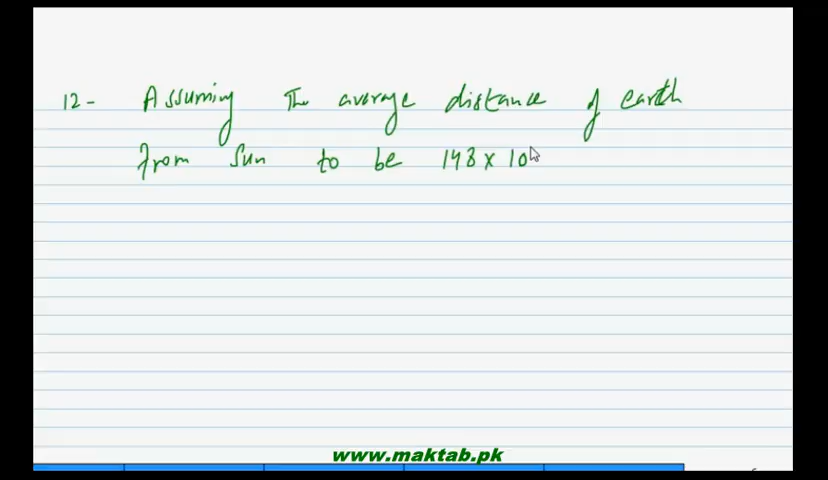 12- Assuming The average distance of earth
from Sun to be 148 x 10
www.maktab.pk